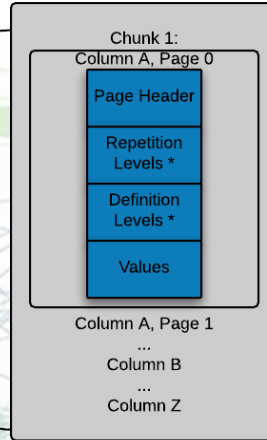 Chunk 1:
Column A, Page 0
Page Header
Repetition
Levels *
Definition
Levels *
Values
Column A, Page 1
...
Column B
...
Column Z